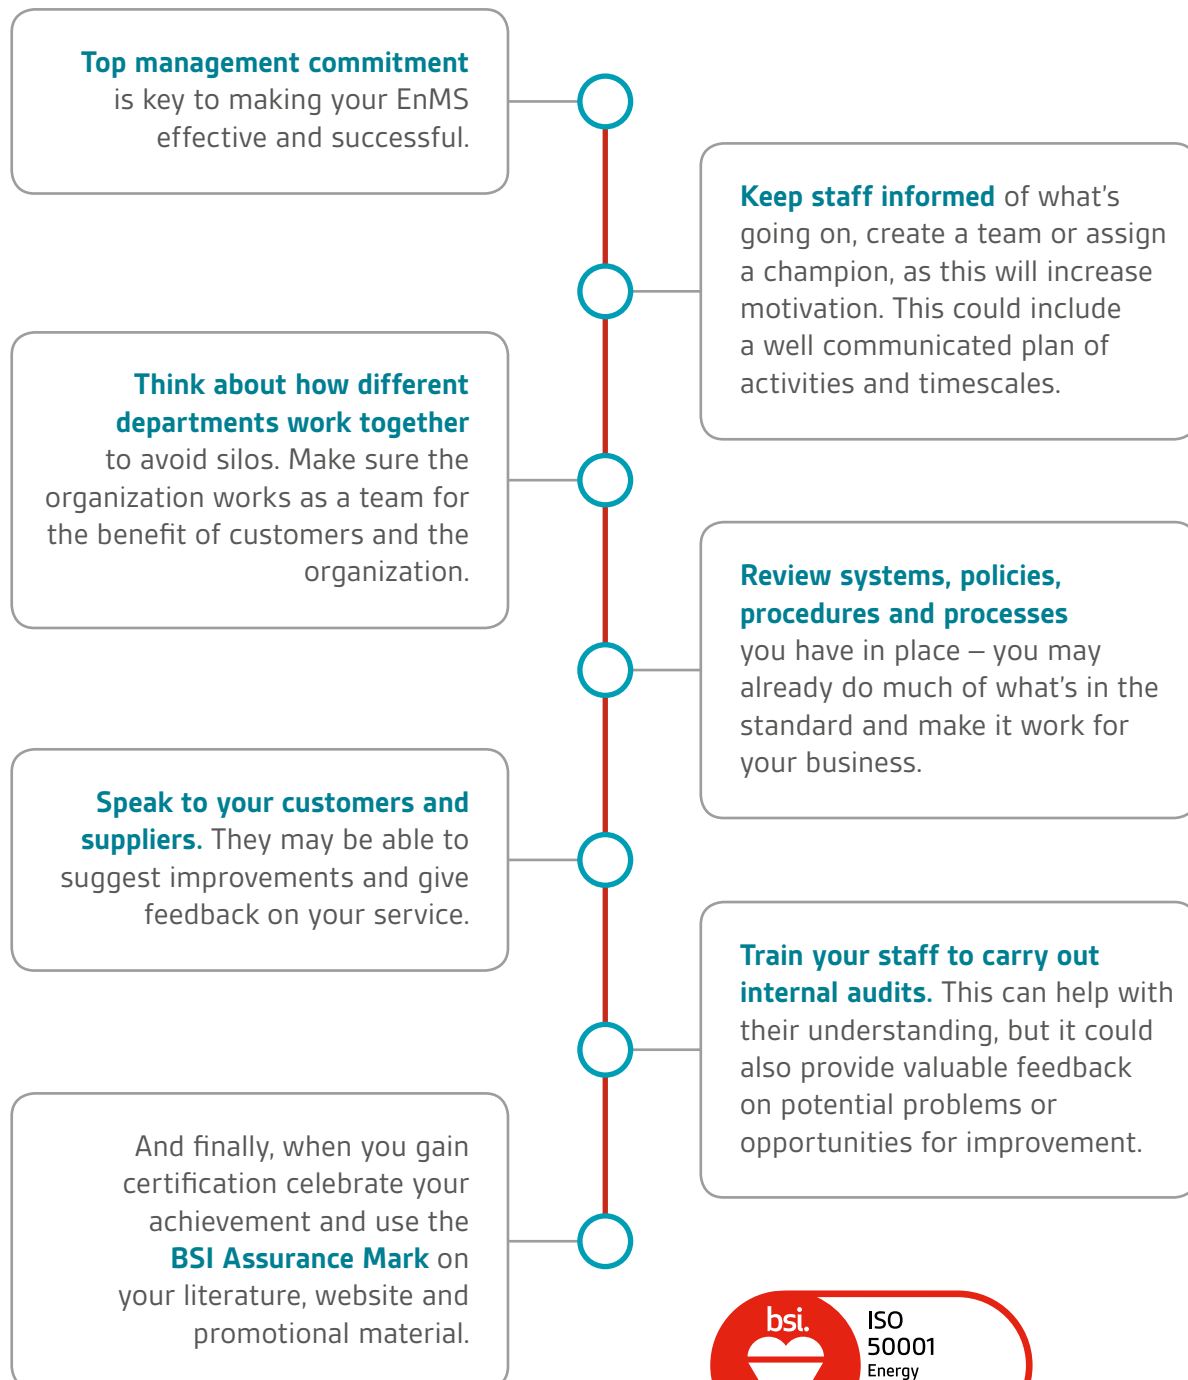 Top management commitment
is key to making your EnMS
effective and successful.
Keep staff informed of what's
going on, create a team or assign
a champion, as this will increase
motivation. This could include
a well communicated plan of
activities and timescales.
Think about how different
departments work together
to avoid silos. Make sure the
organization works as a team for
the benefit of customers and the
organization.
Review systems, policies,
procedures and processes
you have in place – you may
already do much of what's in the
standard and make it work for
your business.
Speak to your customers and
suppliers. They may be able to
suggest improvements and give
feedback on your service.
Train your staff to carry out
internal audits. This can help with
their understanding, but it could
also provide valuable feedback
on potential problems or
opportunities for improvement.
And finally, when you gain
certification celebrate your
achievement and use the
BSI Assurance Mark on
your literature, website and
promotional material.
bsi.
ISO
50001
Energy